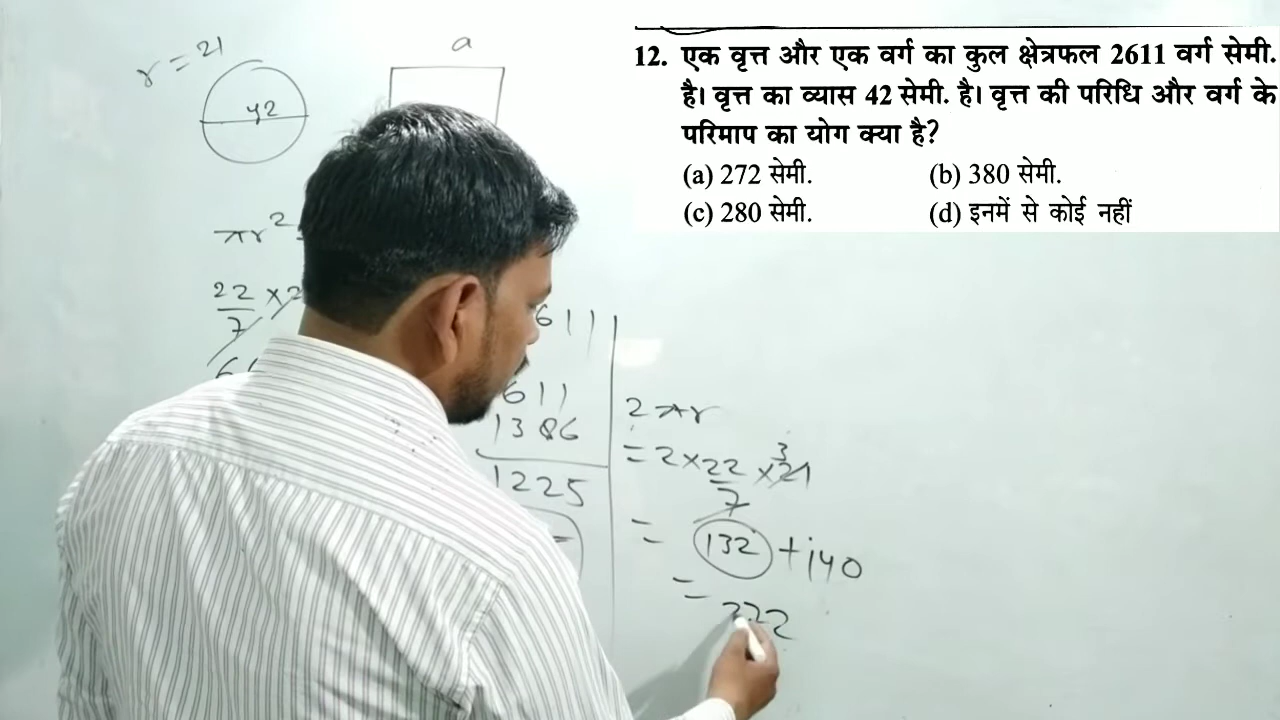 12. एक वृत्त और एक वर्ग का कुल क्षेत्रफल 2611 वर्ग सेमी.
है। वृत्त का व्यास 42 सेमी. है। वृत्त की परिधि और वर्ग के
परिमाप का योग क्या है?
(a) 272 सेमी. (b) 380 सेमी.
(c) 280 सेमी. (d) इनमें से कोई नहीं
r = 21
42
a
πr²
22/7 ×
611
611
1386
1225
2πr
= 2 × 22/7 × 21
3
= 132 + 140
=